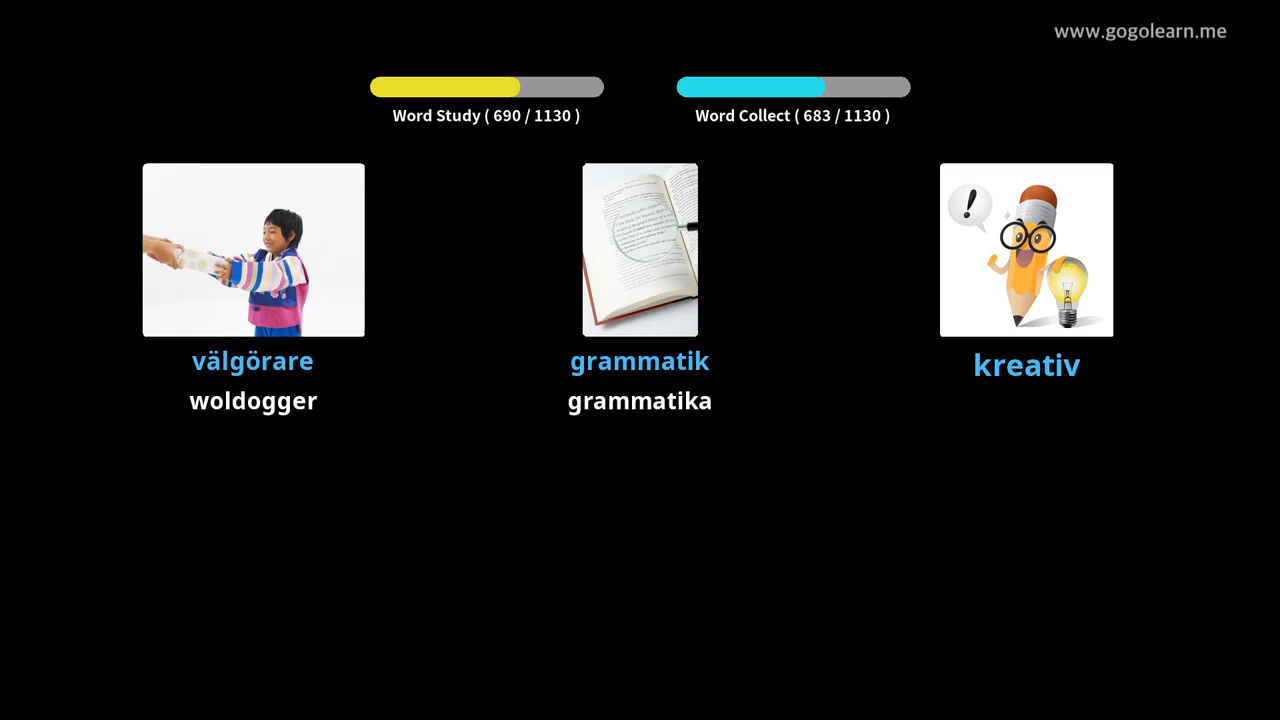 www.gogolearn.me
Word Study ( 690 / 1130 )
Word Collect ( 683 / 1130 )
!
välgörare
grammatik
kreativ
woldogger
grammatika